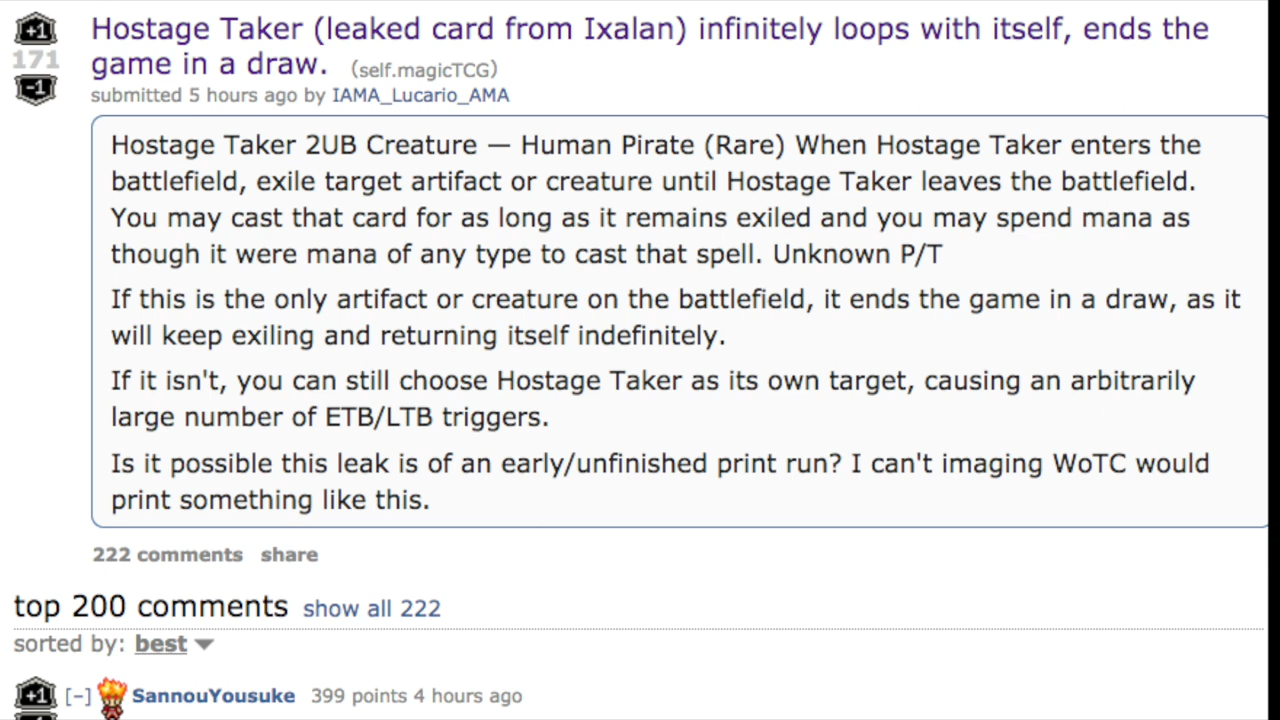 +1
Hostage Taker (leaked card from Ixalan) infinitely loops with itself, ends the
171
game in a draw. (self.magicTCG)
-1
submitted 5 hours ago by IAMA_Lucario_AMA
Hostage Taker 2UB Creature — Human Pirate (Rare) When Hostage Taker enters the
battlefield, exile target artifact or creature until Hostage Taker leaves the battlefield.
You may cast that card for as long as it remains exiled and you may spend mana as
though it were mana of any type to cast that spell. Unknown P/T
If this is the only artifact or creature on the battlefield, it ends the game in a draw, as it
will keep exiling and returning itself indefinitely.
If it isn't, you can still choose Hostage Taker as its own target, causing an arbitrarily
large number of ETB/LTB triggers.
Is it possible this leak is of an early/unfinished print run? I can't imaging WoTC would
print something like this.
222 comments share
top 200 comments show all 222
sorted by: best
+1 [–] SannouYousuke 399 points 4 hours ago